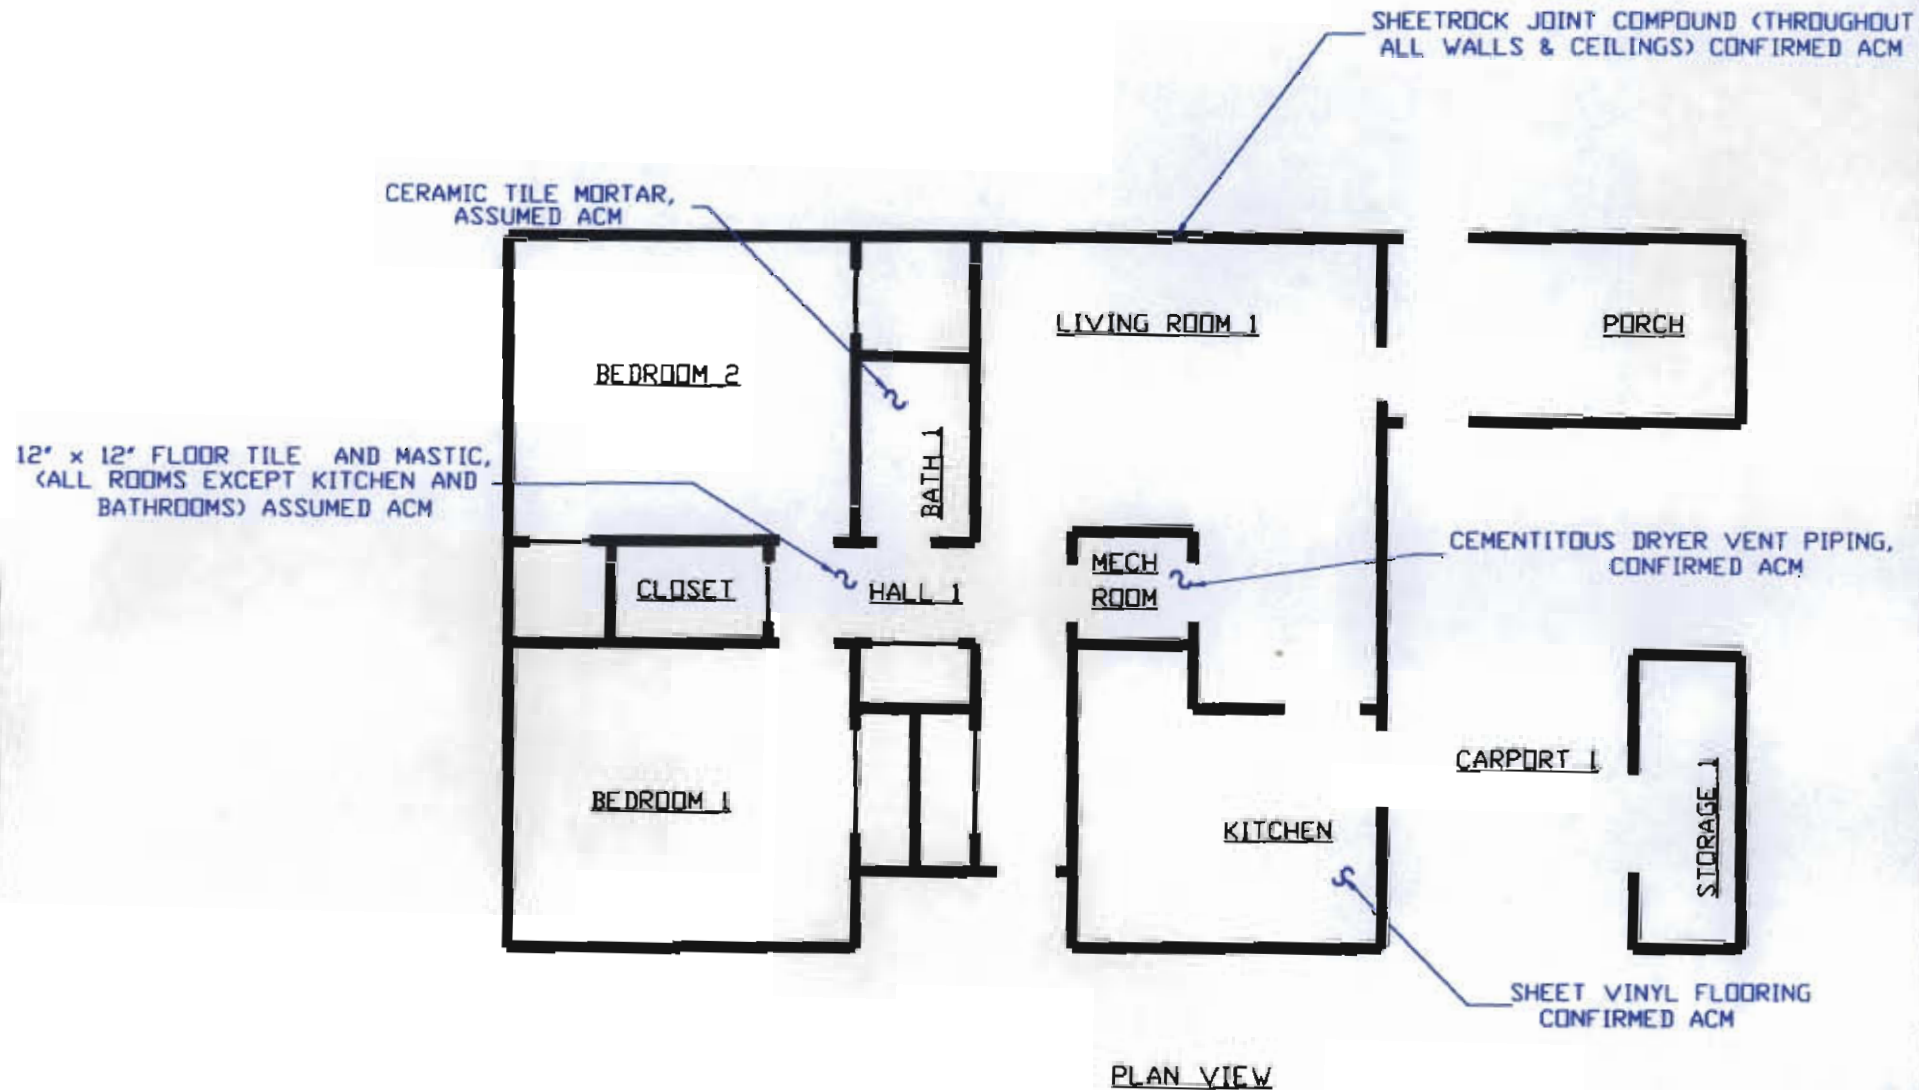 SHEETROCK JOINT COMPOUND (THROUGHOUT
ALL WALLS & CEILINGS) CONFIRMED ACM
CERAMIC TILE MORTAR,
ASSUMED ACM
LIVING ROOM 1
PORCH
BEDROOM 2
BATH 1
12" x 12" FLOOR TILE AND MASTIC,
(ALL ROOMS EXCEPT KITCHEN AND
BATHROOMS) ASSUMED ACM
CEMENTITOUS DRYER VENT PIPING,
CONFIRMED ACM
MECH
ROOM
CLOSET
HALL 1
CARPORT 1
STORAGE 1
BEDROOM 1
KITCHEN
SHEET VINYL FLOORING
CONFIRMED ACM
PLAN VIEW